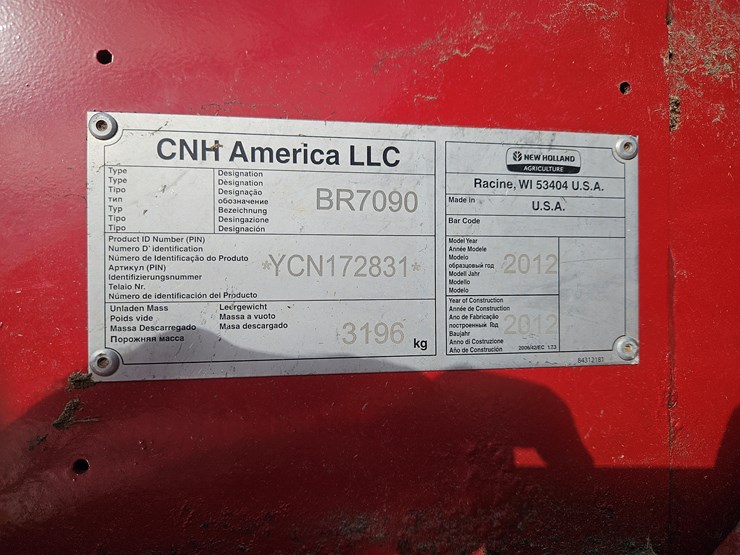 CNH America LLC
Type
Type
Tipo
тип
Typ
Tipo
Tipo
Designation
Désignation
Designação
обозначение
Bezeichnung
Desingazione
Designación
BR7090
Product ID Number (PIN)
Numéro D' identification
Número de Identificação do Produto
Артикул (PIN)
Identifizierungsnummer
Telaio Nr.
Número de identificación del Producto
*YCN172831*
Unladen Mass
Poids vide
Massa Descarregado
Порожняя масса
Leergewicht
Massa a vuoto
Masa descargado
3196 kg
NEW HOLLAND
AGRICULTURE
Racine, WI 53404 U.S.A.
Made in
U.S.A.
Bar Code
Model Year
Année Modele
Modelo
образцовый год
Modell Jahr
Modello
Modelo
2012
Year of Construction
Année de Construction
Ano de Fabricação
построенный Год
Baujahr
Anno di Costruzione
Año de Construción
2012
2006/42/EC 1.7.3
84312181